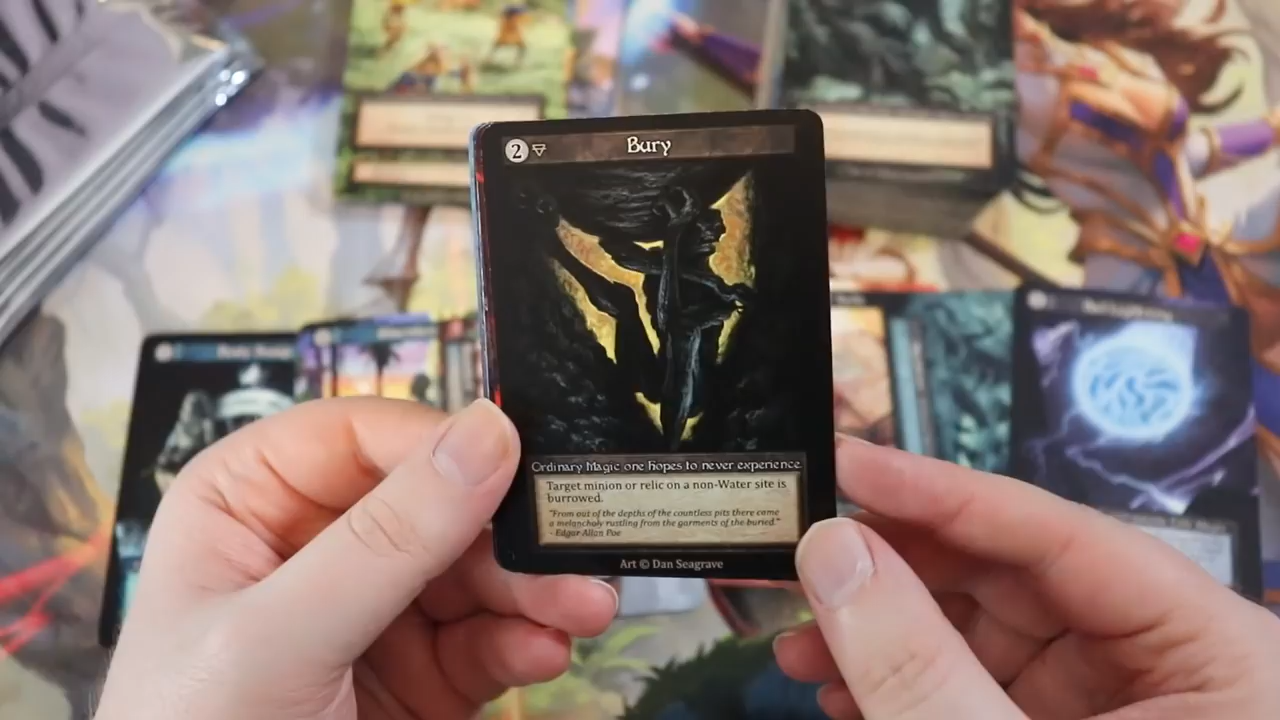 2
Bury
Ordinary Magic one hopes to never experience.
Target minion or relic on a non-Water site is
burrowed.
"From out of the depths of the countless pits there came
a melancholy rustling from the garments of the buried."
- Edgar Allan Poe
Art © Dan Seagrave